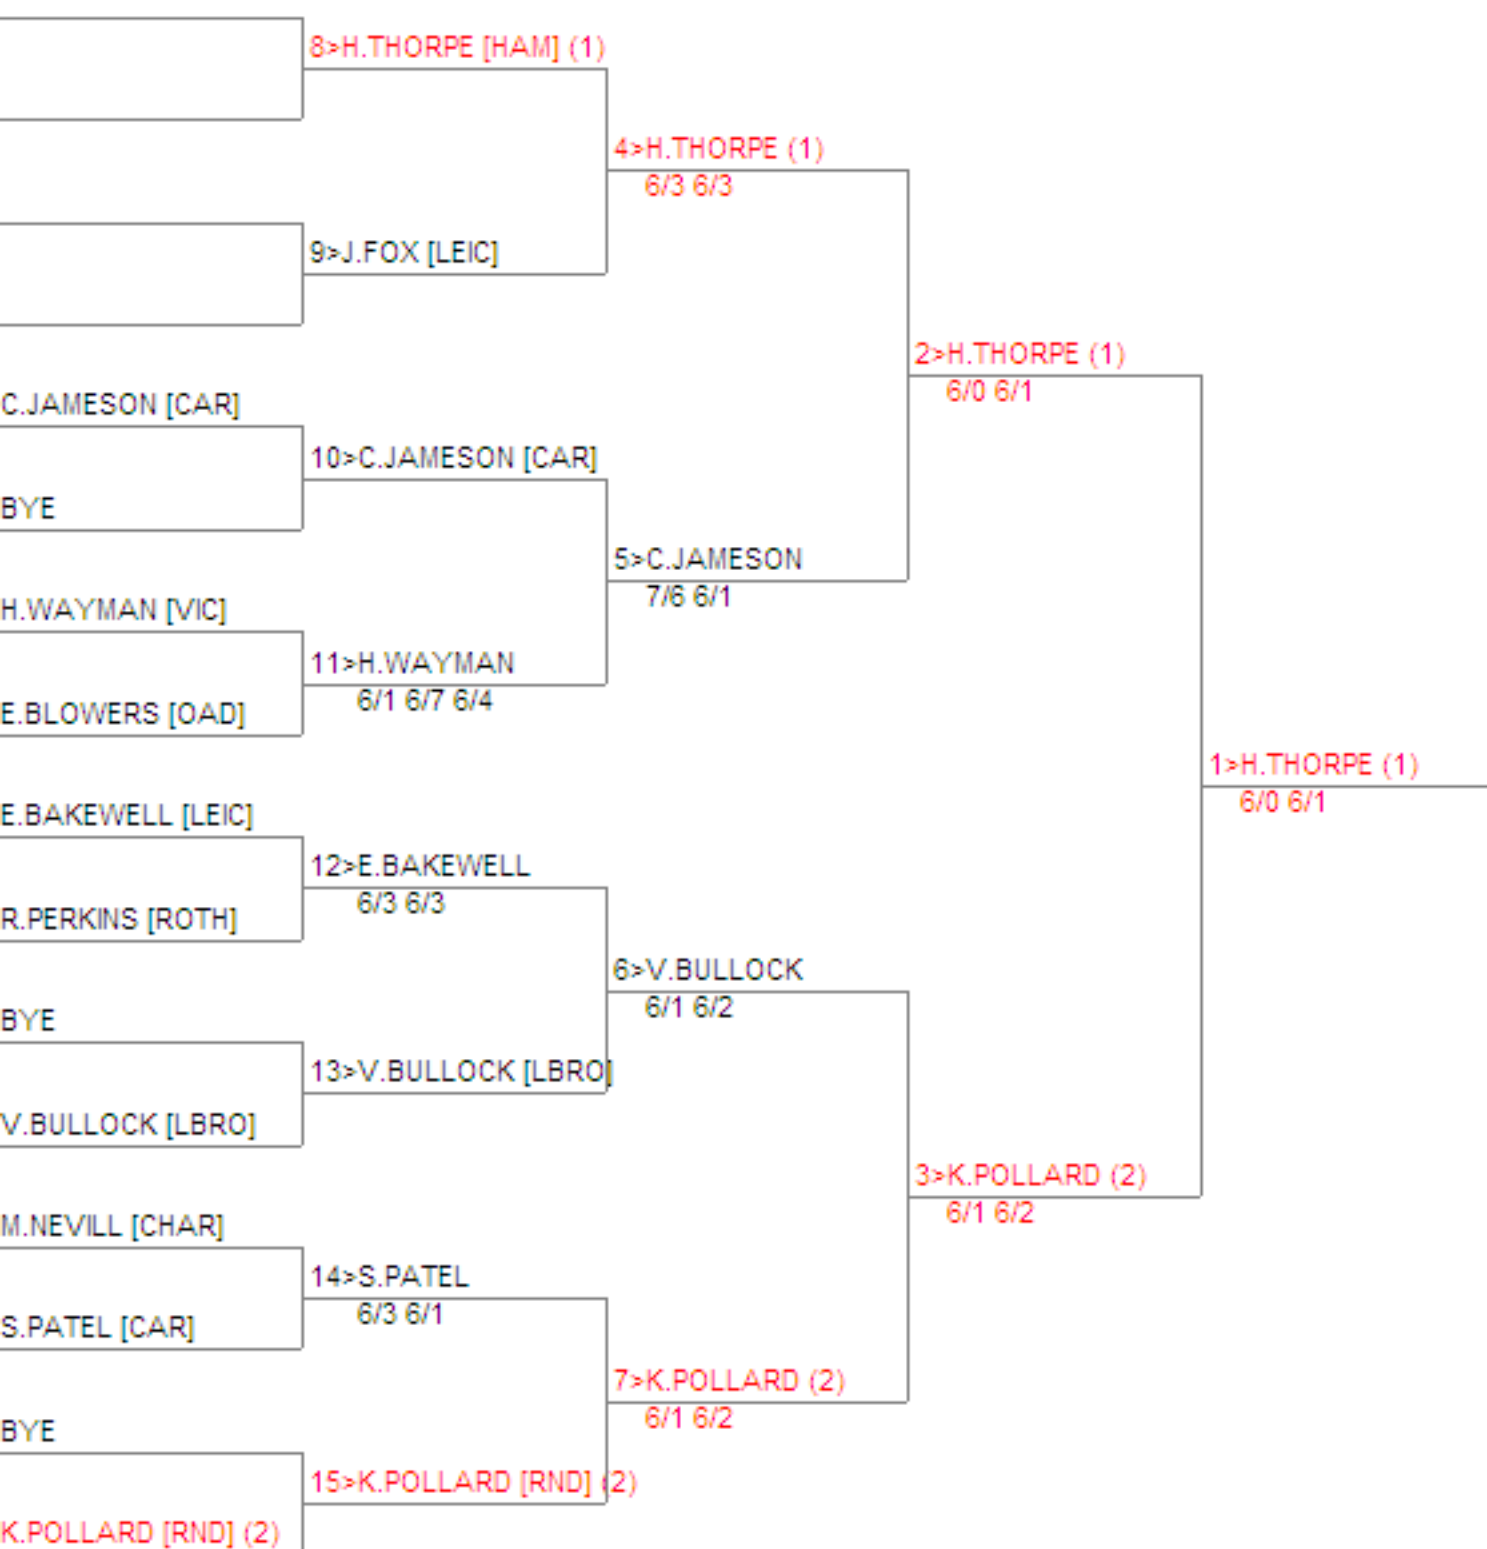 8>H.THORPE [HAM] (1)
4>H.THORPE (1)
6/3 6/3
9>J.FOX [LEIC]
2>H.THORPE (1)
6/0 6/1
C.JAMESON [CAR]
10>C.JAMESON [CAR]
BYE
5>C.JAMESON
7/6 6/1
H.WAYMAN [VIC]
11>H.WAYMAN
6/1 6/7 6/4
E.BLOWERS [OAD]
1>H.THORPE (1)
6/0 6/1
E.BAKEWELL [LEIC]
12>E.BAKEWELL
6/3 6/3
R.PERKINS [ROTH]
6>V.BULLOCK
6/1 6/2
BYE
13>V.BULLOCK [LBRO]
V.BULLOCK [LBRO]
3>K.POLLARD (2)
6/1 6/2
M.NEVILL [CHAR]
14>S.PATEL
6/3 6/1
S.PATEL [CAR]
7>K.POLLARD (2)
6/1 6/2
BYE
15>K.POLLARD [RND] (2)
K.POLLARD [RND] (2)